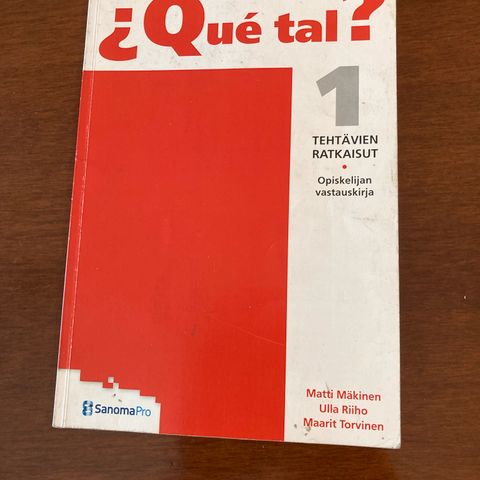 ¿Qué tal?
1
TEHTÄVIEN
RATKAISUT
•
Opiskelijan
vastauskirja
Matti Mäkinen
Ulla Riiho
Maarit Torvinen
SanomaPro